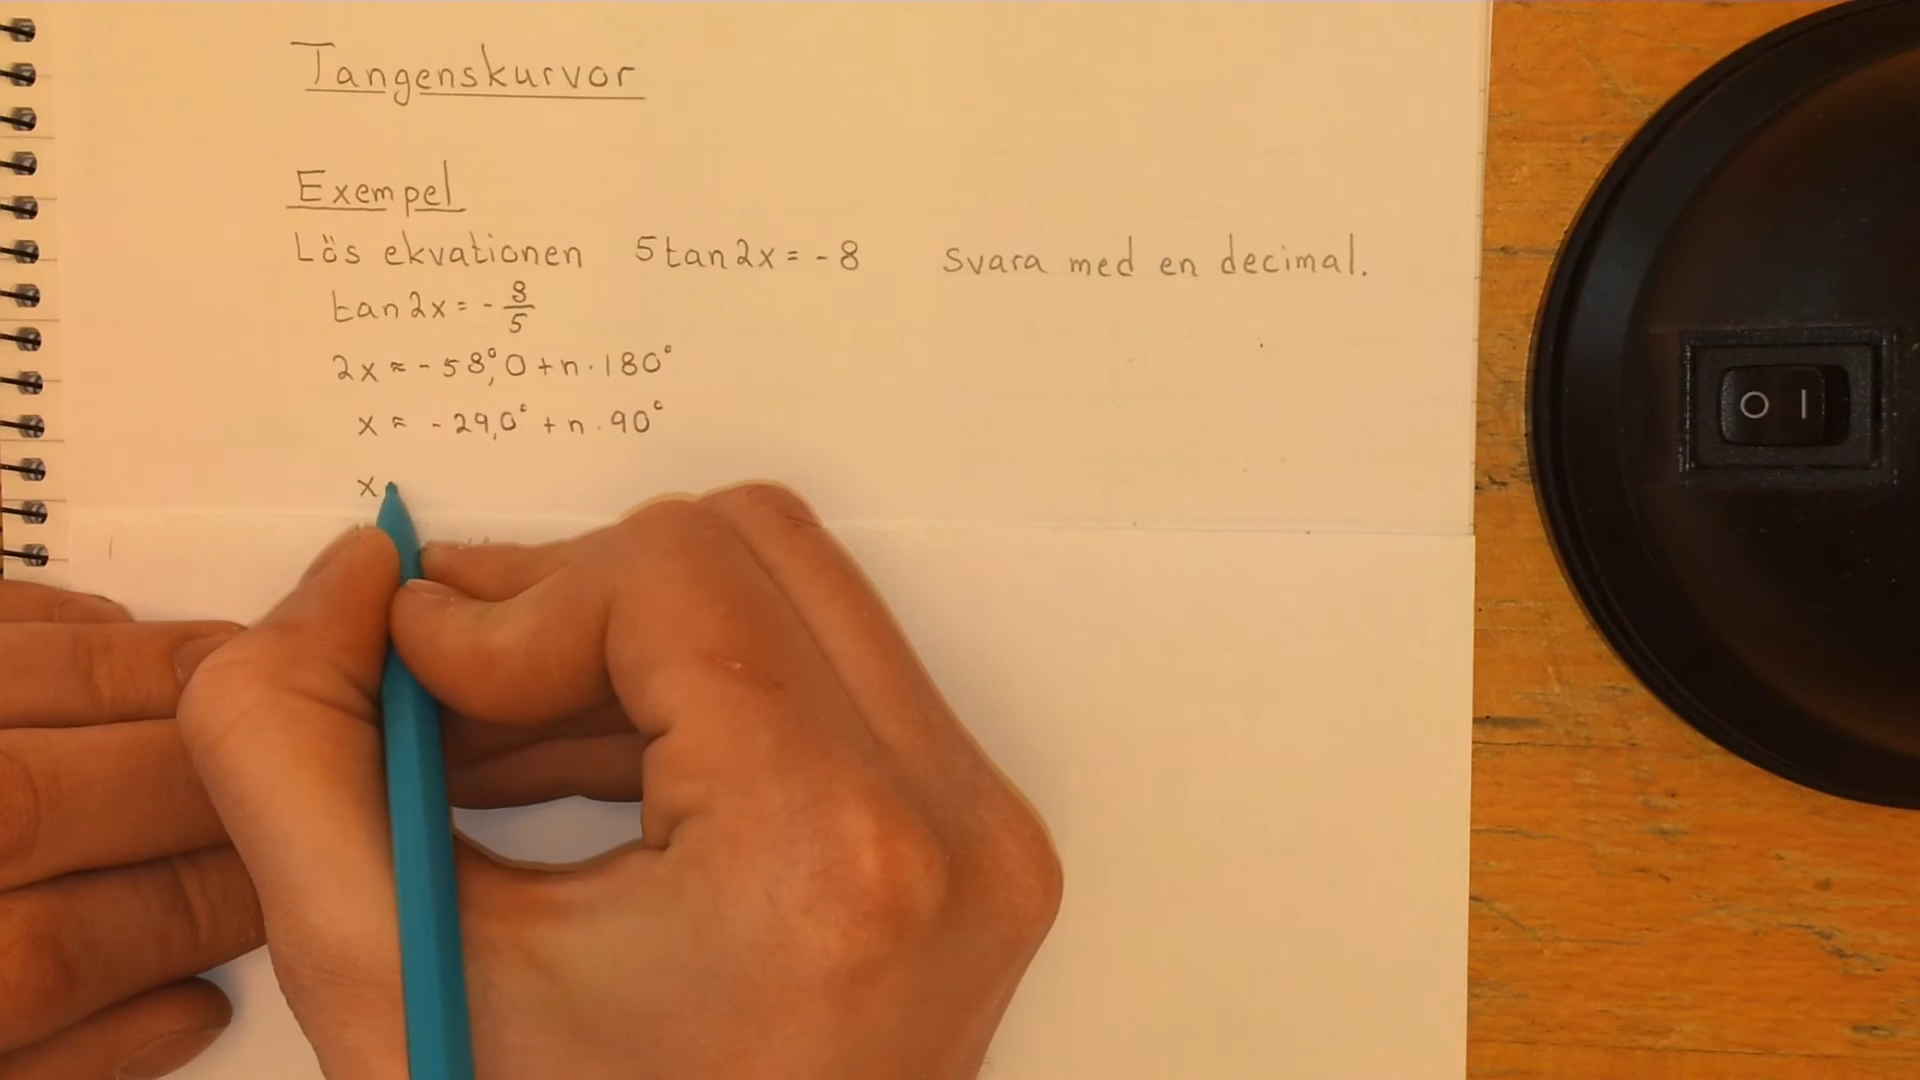 Tangenskurvor
Exempel
Lös ekvationen 5tan2x = -8 svara med en decimal.
tan2x = - 8/5
2x ≈ -58°,0 + n · 180°
x ≈ -29,0° + n · 90°
x
O I